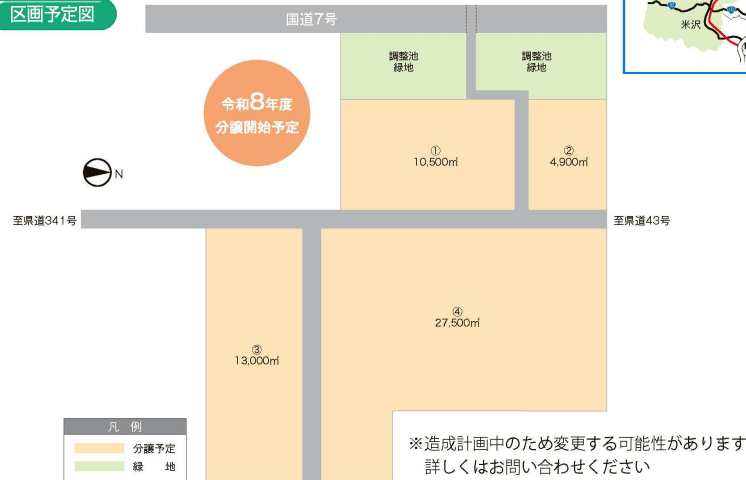 区画予定図
国道7号
米沢
調整池
緑地
調整池
緑地
令和8年度
分譲開始予定
①
10,500㎡
②
4,900㎡
N
至県道341号
至県道43号
④
27,500㎡
③
13,000㎡
凡 例
分譲予定
緑 地
※造成計画中のため変更する可能性があります
詳しくはお問い合わせください